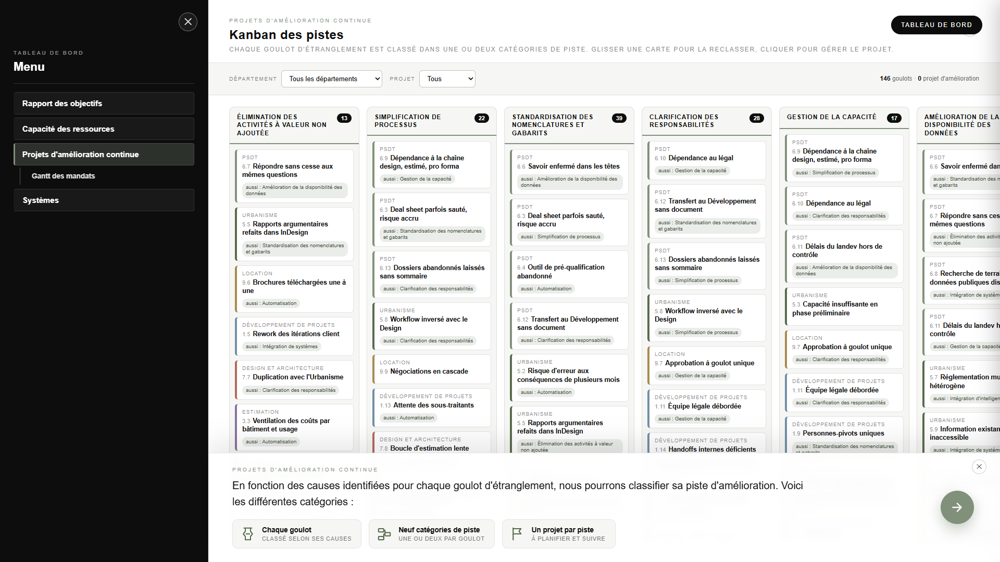 TABLEAU DE BORD
Menu
Rapport des objectifs
Capacité des ressources
Projets d'amélioration continue
Gantt des mandats
Systèmes
PROJETS D'AMÉLIORATION CONTINUE
Kanban des pistes
CHAQUE GOULOT D'ÉTRANGLEMENT EST CLASSÉ DANS UNE OU DEUX CATÉGORIES DE PISTE. GLISSER UNE CARTE POUR LA RECLASSER, CLIQUER POUR GÉRER LE PROJET.
TABLEAU DE BORD
DÉPARTEMENT Tous les départements PROJET Tous
146 goulots · 0 projet d'amélioration
ÉLIMINATION DES
ACTIVITÉS À VALEUR NON
AJOUTÉE
13
PSDT
6.7 Répondre sans cesse aux
mêmes questions
aussi : Amélioration de la disponibilité des
données
URBANISME
5.5 Rapports argumentaires
refaits dans InDesign
aussi : Standardisation des nomenclatures
et gabarits
LOCATION
9.6 Brochures téléchargées une à
une
aussi : Automatisation
DÉVELOPPEMENT DE PROJETS
1.5 Rework des itérations client
aussi : Intégration de systèmes
DESIGN ET ARCHITECTURE
7.7 Duplication avec l'Urbanisme
aussi : Clarification des responsabilités
ESTIMATION
3.3 Ventilation des coûts par
bâtiment et usage
aussi : Automatisation
SIMPLIFICATION DE
PROCESSUS
22
PSDT
6.9 Dépendance à la chaîne
design, estimé, pro forma
aussi : Gestion de la capacité
PSDT
6.3 Deal sheet parfois sauté,
risque accru
aussi : Standardisation des nomenclatures
et gabarits
PSDT
6.13 Dossiers abandonnés laissés
sans sommaire
aussi : Clarification des responsabilités
URBANISME
5.8 Workflow inversé avec le
Design
aussi : Clarification des responsabilités
LOCATION
9.9 Négociations en cascade
DÉVELOPPEMENT DE PROJETS
1.13 Attente des sous-traitants
aussi : Automatisation
DESIGN ET ARCHITECTURE
7.8 Boucle d'estimation lente
STANDARDISATION DES
NOMENCLATURES ET
GABARITS
39
PSDT
6.6 Savoir enfermé dans les têtes
aussi : Amélioration de la disponibilité des
données
PSDT
6.3 Deal sheet parfois sauté,
risque accru
aussi : Simplification de processus
PSDT
6.4 Outil de pré-qualification
abandonné
aussi : Automatisation
PSDT
6.12 Transfert au Développement
sans document
aussi : Clarification des responsabilités
URBANISME
5.2 Risque d'erreur aux
conséquences de plusieurs mois
aussi : Automatisation
URBANISME
5.5 Rapports argumentaires
refaits dans InDesign
aussi : Élimination des activités à valeur
non ajoutée
CLARIFICATION DES
RESPONSABILITÉS
28
PSDT
6.10 Dépendance au légal
aussi : Gestion de la capacité
PSDT
6.12 Transfert au Développement
sans document
aussi : Standardisation des nomenclatures
et gabarits
PSDT
6.13 Dossiers abandonnés laissés
sans sommaire
aussi : Simplification de processus
URBANISME
5.8 Workflow inversé avec le
Design
aussi : Simplification de processus
LOCATION
9.7 Approbation à goulot unique
aussi : Gestion de la capacité
DÉVELOPPEMENT DE PROJETS
1.11 Équipe légale débordée
aussi : Gestion de la capacité
DÉVELOPPEMENT DE PROJETS
1.14 Handoffs internes déficients
GESTION DE LA CAPACITÉ
17
PSDT
6.9 Dépendance à la chaîne
design, estimé, pro forma
aussi : Simplification de processus
PSDT
6.10 Dépendance au légal
aussi : Clarification des responsabilités
PSDT
6.11 Délais du landev hors de
contrôle
aussi : Amélioration de la disponibilité des
données
URBANISME
5.3 Capacité insuffisante en
phase préliminaire
LOCATION
9.7 Approbation à goulot unique
aussi : Clarification des responsabilités
DÉVELOPPEMENT DE PROJETS
1.11 Équipe légale débordée
aussi : Clarification des responsabilités
DÉVELOPPEMENT DE PROJETS
1.9 Personnes-pivots uniques
aussi : Standardisation des nomenclatures
et gabarits
AMÉLIORATION DE LA
DISPONIBILITÉ DES
DONNÉES
PSDT
6.6 Savoir enfermé dan
aussi : Standardisation des n
et gabarits
PSDT
6.7 Répondre sans ces
mêmes questions
aussi : Élimination des activit
non ajoutée
PSDT
6.8 Recherche de terrai
données publiques dis
aussi : Intégration de systèm
PSDT
6.11 Délais du landev h
contrôle
aussi : Gestion de la capacité
URBANISME
5.7 Réglementation mu
hétérogène
aussi : Intégration d'intelligen
URBANISME
5.9 Information existan
inaccessible
aussi : Intégration de systèm
PROJETS D'AMÉLIORATION CONTINUE
En fonction des causes identifiées pour chaque goulot d'étranglement, nous pourrons classifier sa piste d'amélioration. Voici
les différentes catégories :
Chaque goulot
CLASSÉ SELON SES CAUSES
Neuf catégories de piste
UNE OU DEUX PAR GOULOT
Un projet par piste
À PLANIFIER ET SUIVRE